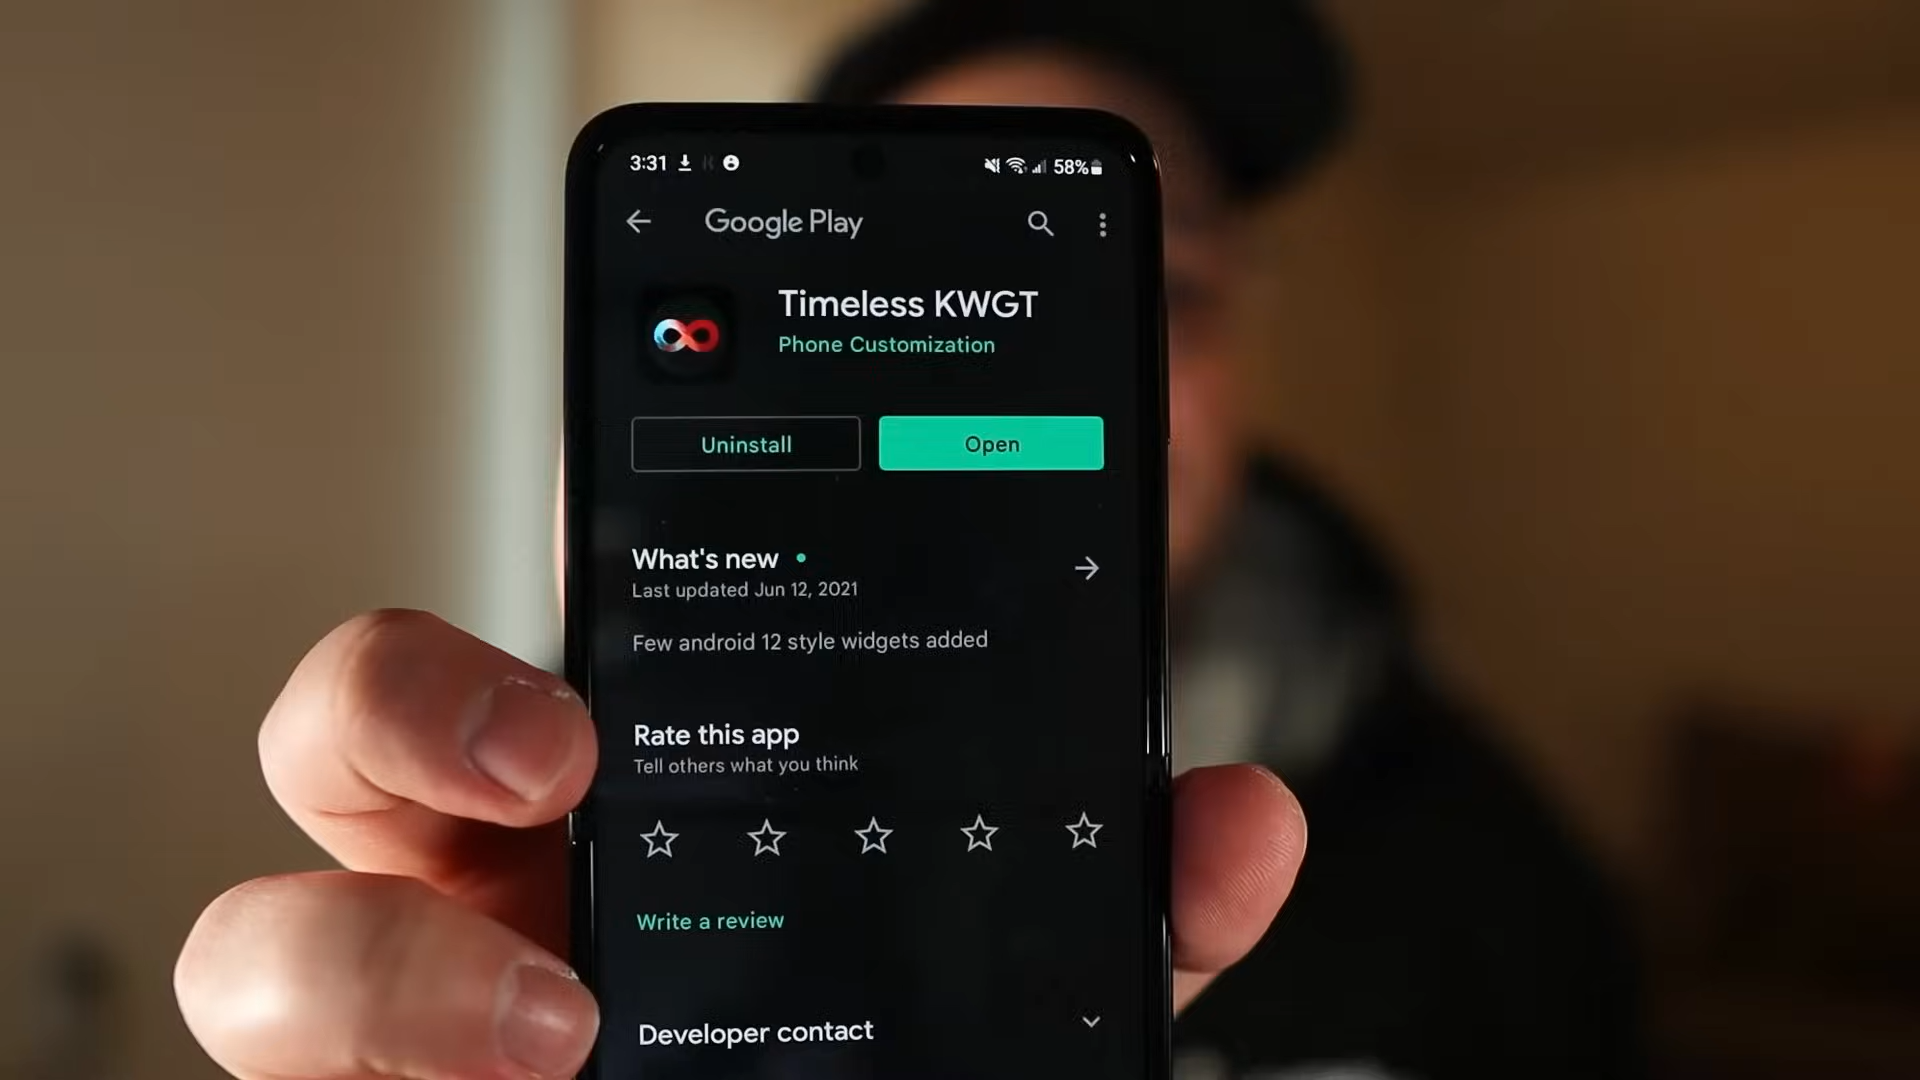 3:31 58%
Google Play
Timeless KWGT
Phone Customization
Uninstall Open
What's new
Last updated Jun 12, 2021
Few android 12 style widgets added
Rate this app
Tell others what you think
Write a review
Developer contact